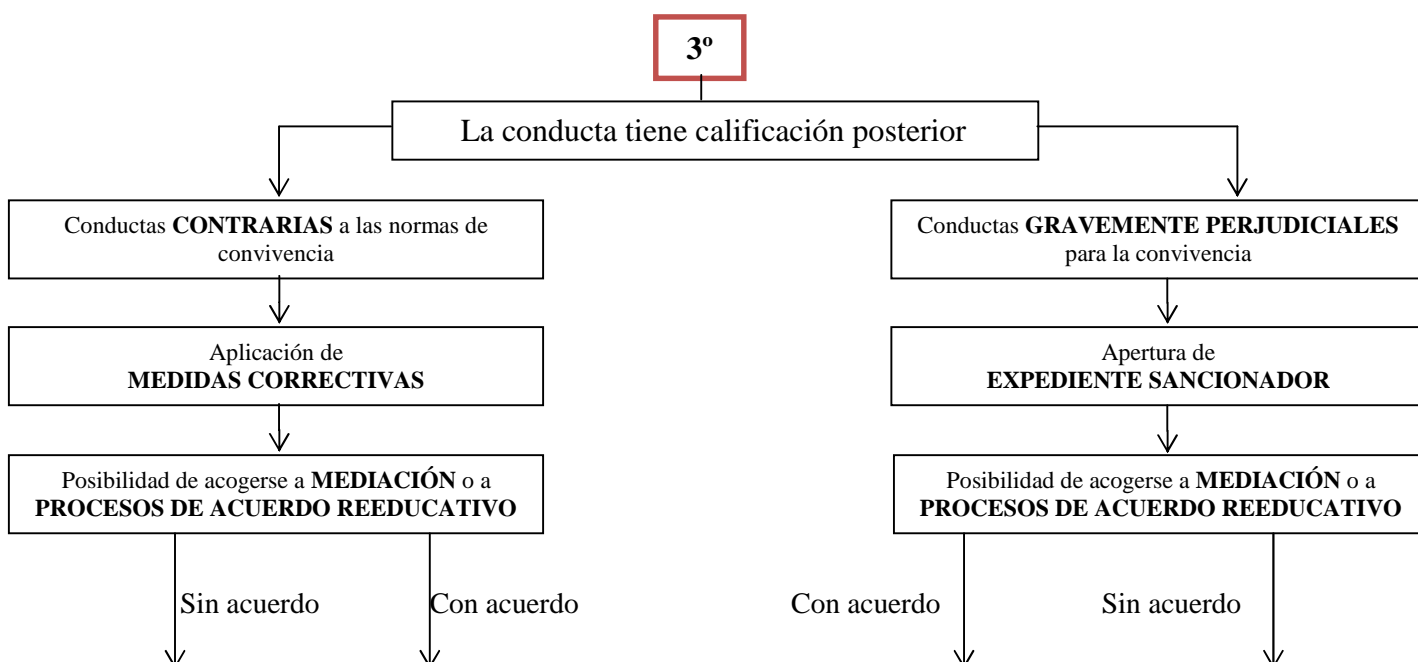 3º
La conducta tiene calificación posterior
Conductas CONTRARIAS a las normas de
convivencia
Conductas GRAVEMENTE PERJUDICIALES
para la convivencia
Aplicación de
MEDIDAS CORRECTIVAS
Apertura de
EXPEDIENTE SANCIONADOR
Posibilidad de acogerse a MEDIACIÓN o a
PROCESOS DE ACUERDO REEDUCATIVO
Posibilidad de acogerse a MEDIACIÓN o a
PROCESOS DE ACUERDO REEDUCATIVO
Sin acuerdo
Con acuerdo
Con acuerdo
Sin acuerdo